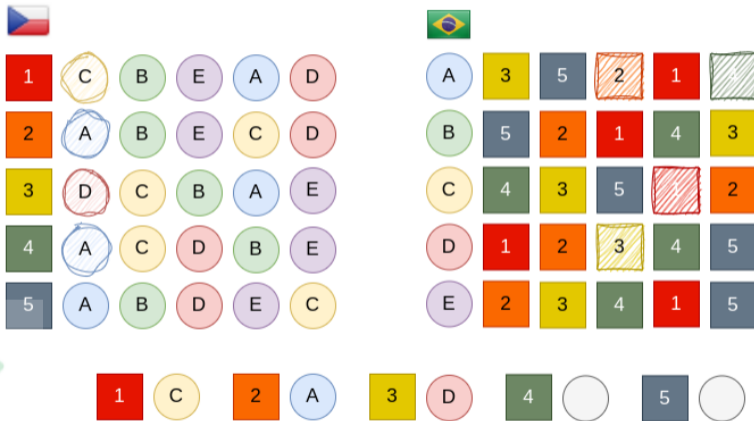 1 C B E A D A 3 5 2 1
2 A B E C D B 5 2 1 4 3
3 D C B A E C 4 3 5 1 2
4 A C D B E D 1 2 3 4 5
5 A B D E C E 2 3 4 1 5
1 C 2 A 3 D 4 5